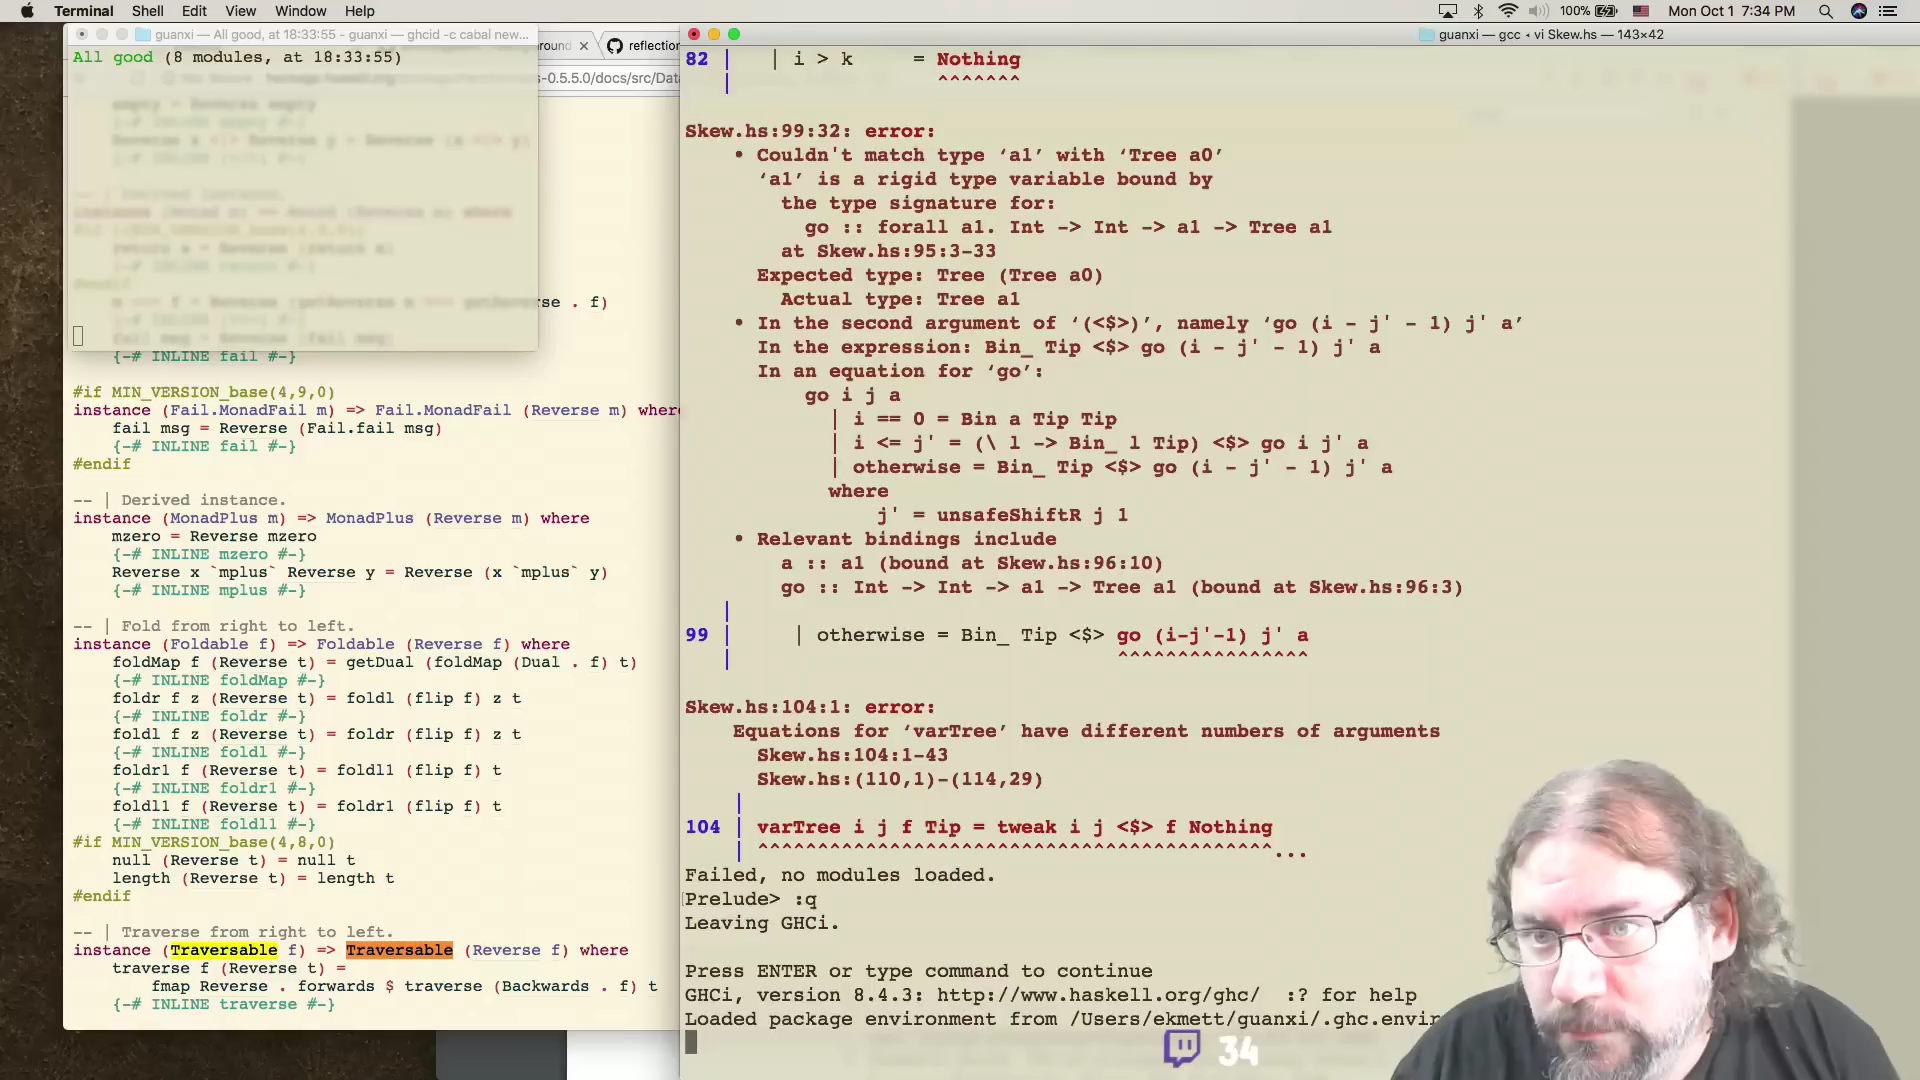 Terminal Shell Edit View Window Help
100% Mon Oct 1 7:34 PM
guanxi — All good, at 18:33:55 - guanxi — ghcid -c cabal new...
All good (8 modules, at 18:33:55)
reflection
-0.5.5.0/docs/src/Dat
se . f)
{-# INLINE fail #-}
#if MIN_VERSION_base(4,9,0)
instance (Fail.MonadFail m) => Fail.MonadFail (Reverse m) where
fail msg = Reverse (Fail.fail msg)
{-# INLINE fail #-}
#endif
-- | Derived instance.
instance (MonadPlus m) => MonadPlus (Reverse m) where
mzero = Reverse mzero
{-# INLINE mzero #-}
Reverse x `mplus` Reverse y = Reverse (x `mplus` y)
{-# INLINE mplus #-}
-- | Fold from right to left.
instance (Foldable f) => Foldable (Reverse f) where
foldMap f (Reverse t) = getDual (foldMap (Dual . f) t)
{-# INLINE foldMap #-}
foldr f z (Reverse t) = foldl (flip f) z t
{-# INLINE foldr #-}
foldl f z (Reverse t) = foldr (flip f) z t
{-# INLINE foldl #-}
foldr1 f (Reverse t) = foldl1 (flip f) t
{-# INLINE foldr1 #-}
foldl1 f (Reverse t) = foldr1 (flip f) t
{-# INLINE foldl1 #-}
#if MIN_VERSION_base(4,8,0)
null (Reverse t) = null t
length (Reverse t) = length t
#endif
-- | Traverse from right to left.
instance (Traversable f) => Traversable (Reverse f) where
traverse f (Reverse t) =
fmap Reverse . forwards $ traverse (Backwards . f) t
{-# INLINE traverse #-}
guanxi — gcc ‹ vi Skew.hs — 143×42
82 | | i > k = Nothing
| ^^^^^^^
Skew.hs:99:32: error:
• Couldn't match type ‘a1’ with ‘Tree a0’
‘a1’ is a rigid type variable bound by
the type signature for:
go :: forall a1. Int -> Int -> a1 -> Tree a1
at Skew.hs:95:3-33
Expected type: Tree (Tree a0)
Actual type: Tree a1
• In the second argument of ‘(<$>)’, namely ‘go (i - j' - 1) j' a’
In the expression: Bin_ Tip <$> go (i - j' - 1) j' a
In an equation for ‘go’:
go i j a
| i == 0 = Bin a Tip Tip
| i <= j' = (\ l -> Bin_ l Tip) <$> go i j' a
| otherwise = Bin_ Tip <$> go (i - j' - 1) j' a
where
j' = unsafeShiftR j 1
• Relevant bindings include
a :: a1 (bound at Skew.hs:96:10)
go :: Int -> Int -> a1 -> Tree a1 (bound at Skew.hs:96:3)
|
99 | | otherwise = Bin_ Tip <$> go (i-j'-1) j' a
| ^^^^^^^^^^^^^^^^
Skew.hs:104:1: error:
Equations for ‘varTree’ have different numbers of arguments
Skew.hs:104:1-43
Skew.hs:(110,1)-(114,29)
|
104 | varTree i j f Tip = tweak i j <$> f Nothing
| ^^^^^^^^^^^^^^^^^^^^^^^^^^^^^^^^^^^^^^^^^^^...
Failed, no modules loaded.
Prelude> :q
Leaving GHCi.
Press ENTER or type command to continue
GHCi, version 8.4.3: http://www.haskell.org/ghc/ :? for help
Loaded package environment from /Users/ekmett/guanxi/.ghc.envir
34